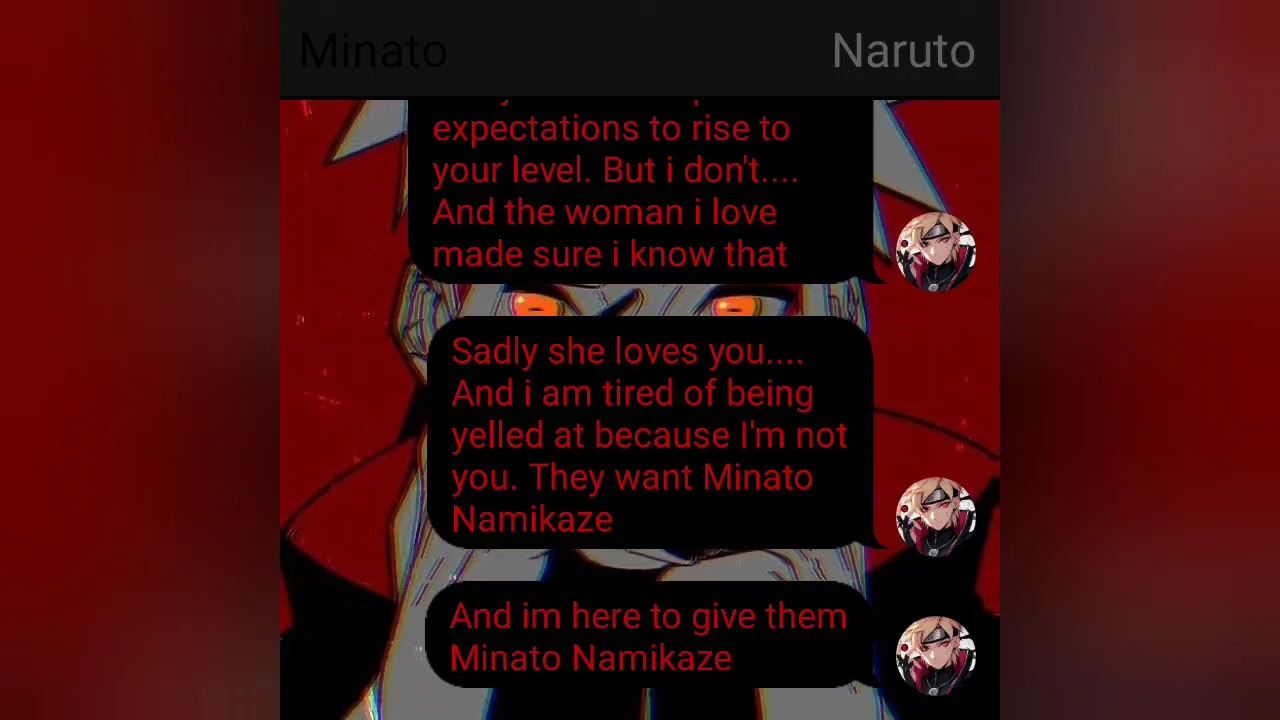 Minato
Naruto
expectations to rise to
your level. But i don't....
And the woman i love
made sure i know that
Sadly she loves you....
And i am tired of being
yelled at because I'm not
you. They want Minato
Namikaze
And im here to give them
Minato Namikaze